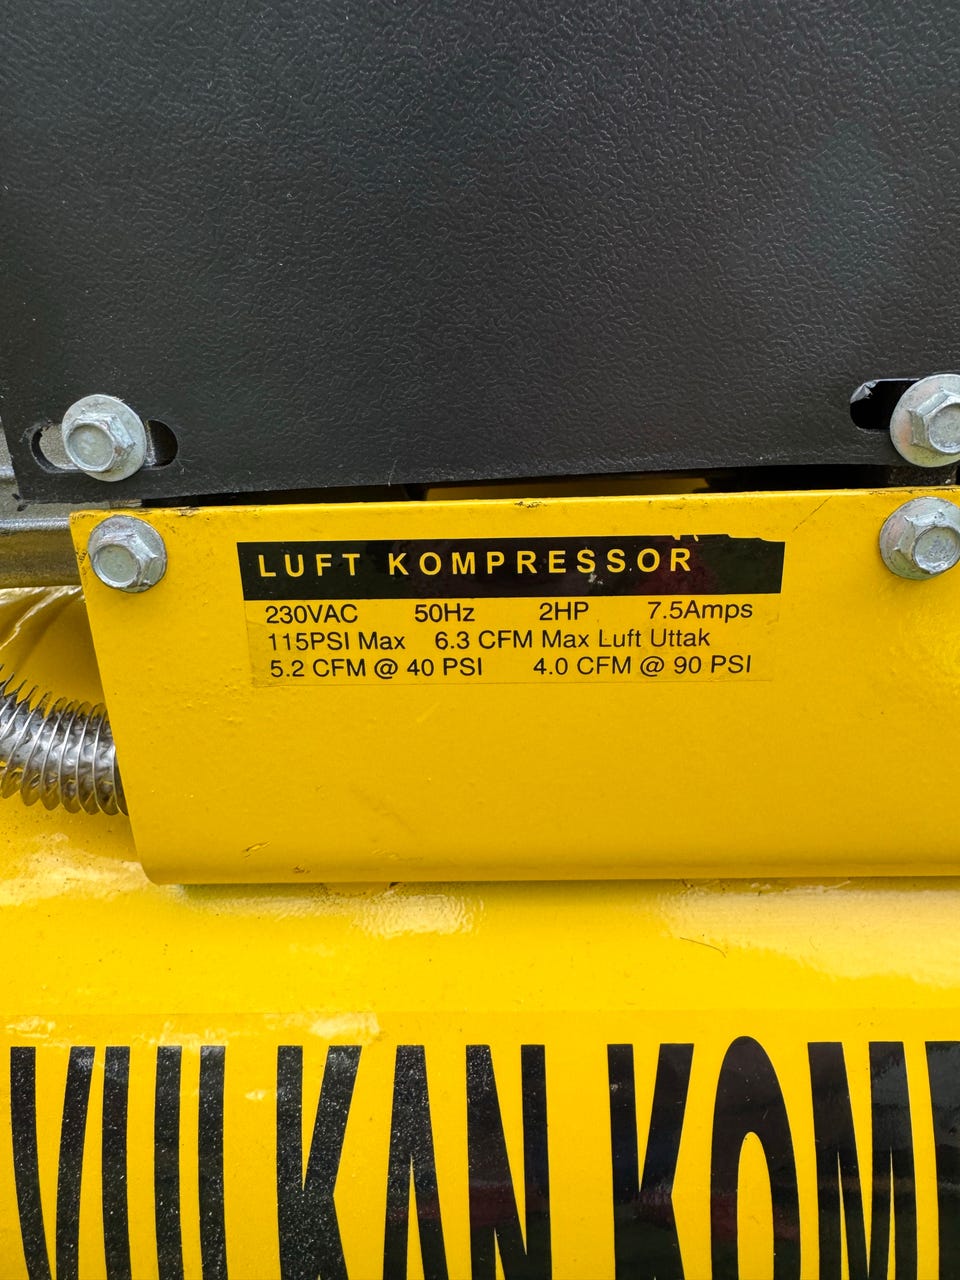 LUFT KOMPRESSOR
230VAC 50Hz 2HP 7.5Amps
115PSI Max 6.3 CFM Max Luft Uttak
5.2 CFM @ 40 PSI 4.0 CFM @ 90 PSI
VULKAN KOM